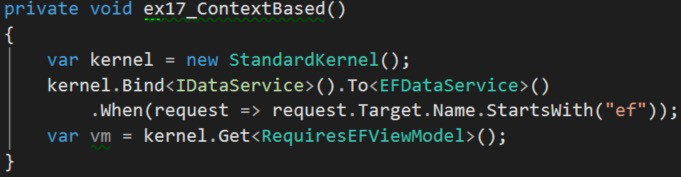 private void ex17_ContextBased()
{
var kernel = new StandardKernel();
kernel.Bind<IDataService>().To<EFDataService>()
.When(request => request.Target.Name.StartsWith("ef"));
var vm = kernel.Get<RequiresEFViewModel>();
}